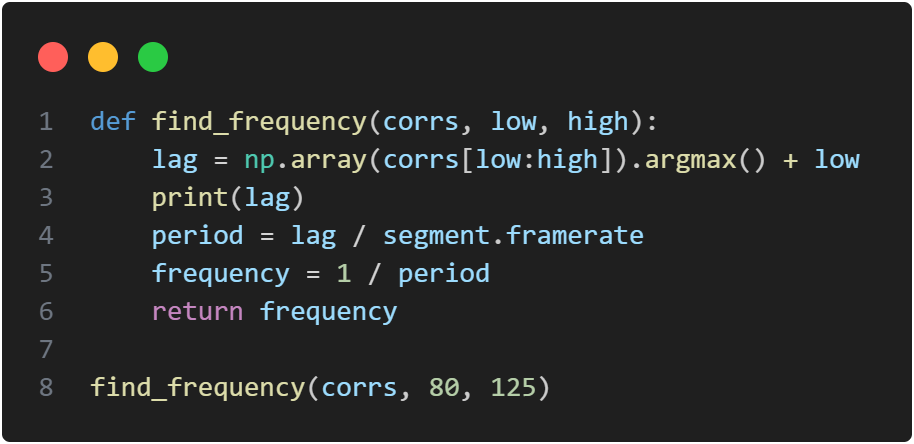 1 def find_frequency(corrs, low, high):
2     lag = np.array(corrs[low:high]).argmax() + low
3     print(lag)
4     period = lag / segment.framerate
5     frequency = 1 / period
6     return frequency
7
8 find_frequency(corrs, 80, 125)